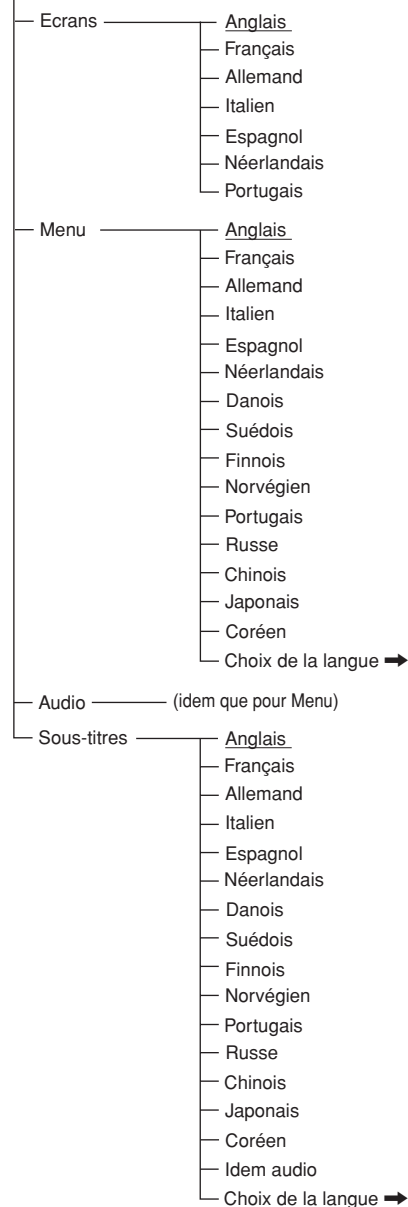 Ecrans
Anglais
Français
Allemand
Italien
Espagnol
Néerlandais
Portugais
Menu
Anglais
Français
Allemand
Italien
Espagnol
Néerlandais
Danois
Suédois
Finnois
Norvégien
Portugais
Russe
Chinois
Japonais
Coréen
Choix de la langue ➡
Audio
(idem que pour Menu)
Sous-titres
Anglais
Français
Allemand
Italien
Espagnol
Néerlandais
Danois
Suédois
Finnois
Norvégien
Portugais
Russe
Chinois
Japonais
Coréen
Idem audio
Choix de la langue ➡